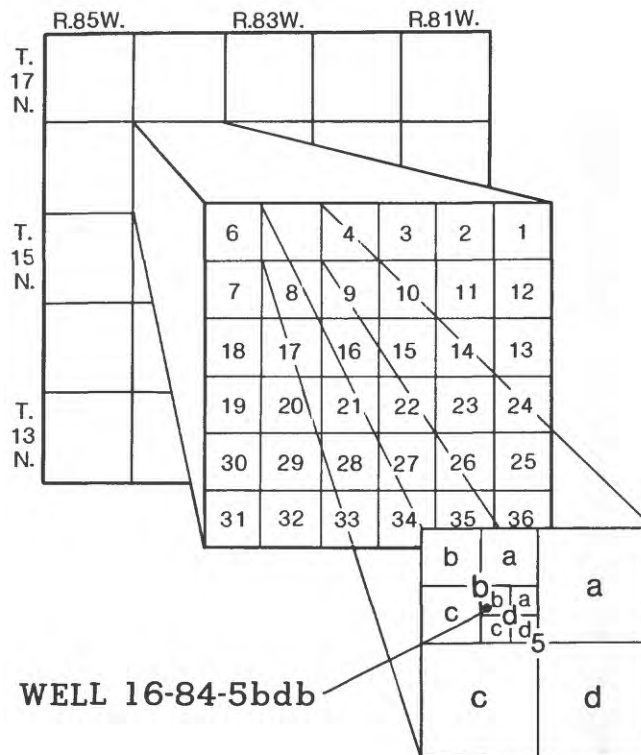 R.85W. R.83W. R.81W.
T.
17
N.
T.
15
N.
T.
13
N.
6 4 3 2 1
7 8 9 10 11 12
18 17 16 15 14 13
19 20 21 22 23 24
30 29 28 27 26 25
31 32 33 34 35 36
b a
b a
b a
c d
c d
5
c d
WELL 16-84-5bdb